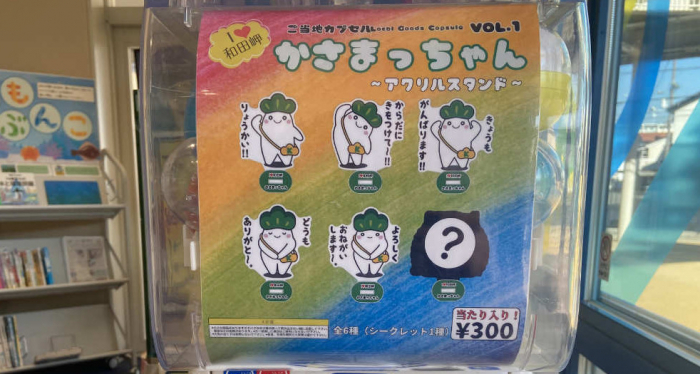 I ❤ 和田岬
ご当地カプセル Local Goods Capsule VOL.1
かさまっちゃん
～アクリルスタンド～
りょうかい!!
からだに
きをつけて～!!
きょうも
がんばります!!
どうも
ありがと～。
よろしく
おねがい
します～。
?
全6種（シークレット1種）
当たり入り！
¥300
もけ
ぶんこ